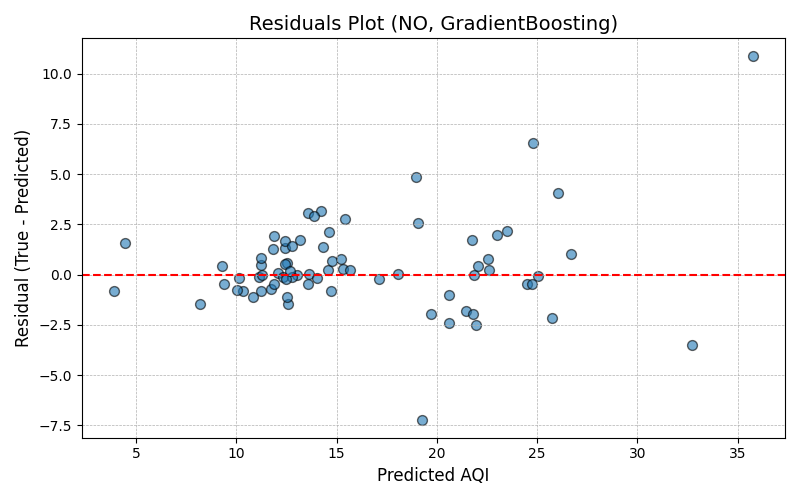 Residuals Plot (NO, GradientBoosting)
Residual (True - Predicted)
10.0
7.5
5.0
2.5
0.0
−2.5
−5.0
−7.5
5 10 15 20 25 30 35
Predicted AQI